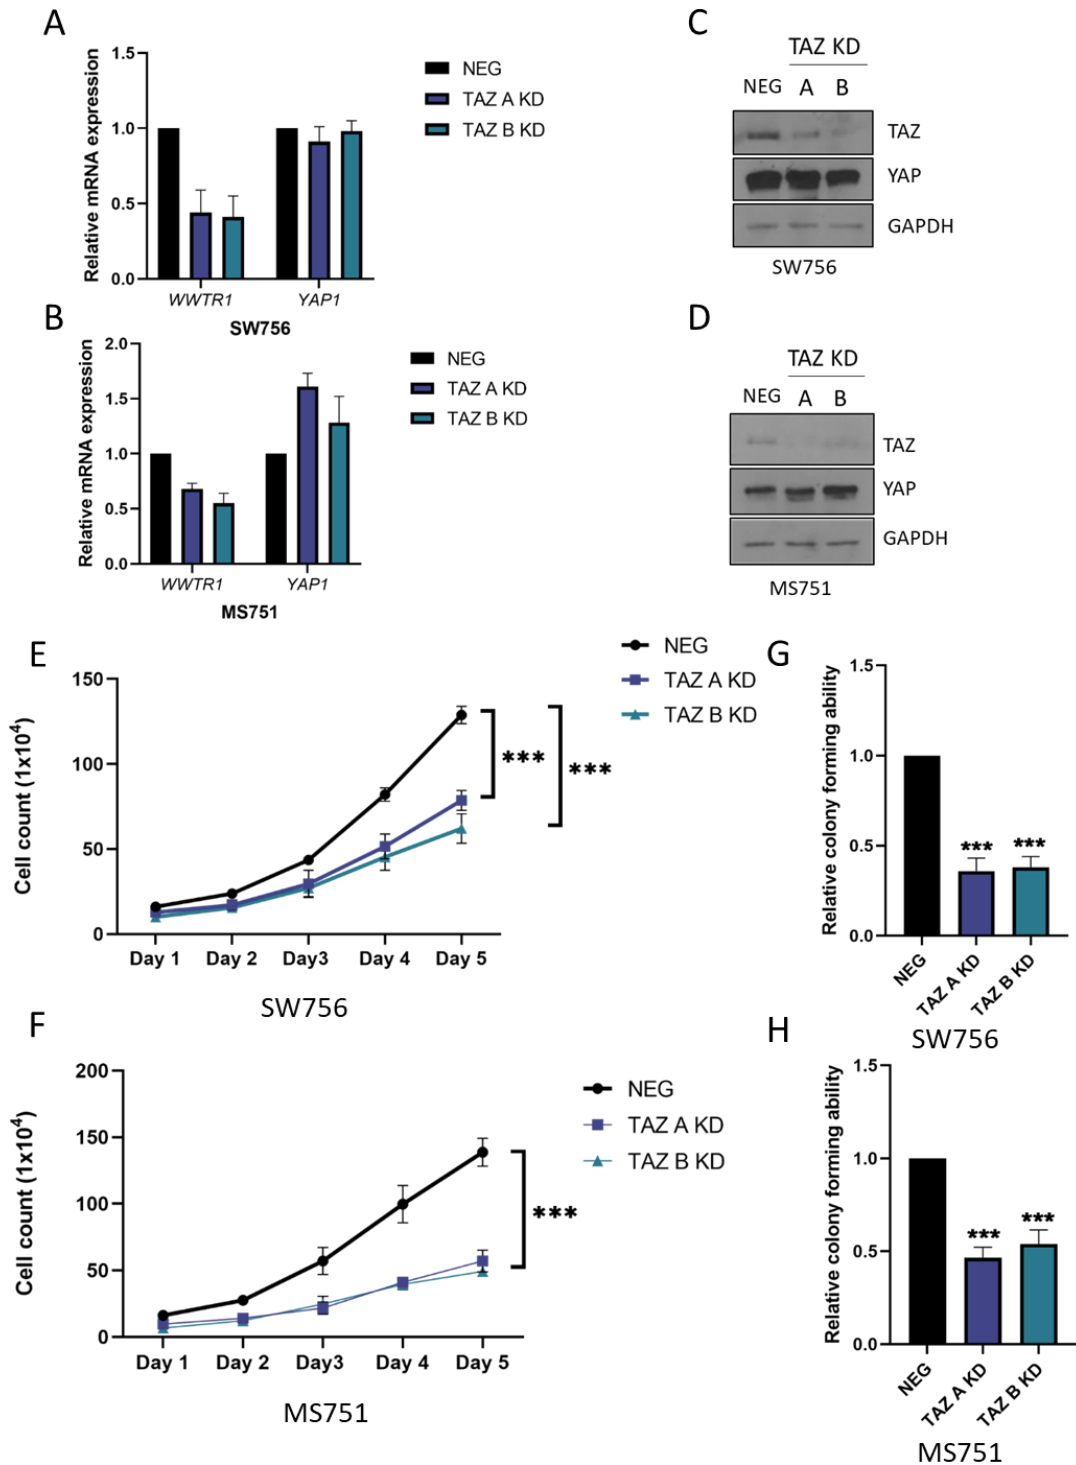 A
1.5
1.0
0.5
0.0
Relative mRNA expression
NEG
TAZ A KD
TAZ B KD
WWTR1
YAP1
SW756
B
2.0
1.5
1.0
0.5
0.0
Relative mRNA expression
NEG
TAZ A KD
TAZ B KD
WWTR1
YAP1
MS751
C
TAZ KD
NEG A B
TAZ
YAP
GAPDH
SW756
D
TAZ KD
NEG A B
TAZ
YAP
GAPDH
MS751
E
150
100
50
0
Cell count (1x10⁴)
NEG
TAZ A KD
TAZ B KD
***
***
Day 1 Day 2 Day3 Day 4 Day 5
SW756
F
200
150
100
50
0
Cell count (1x10⁴)
NEG
TAZ A KD
TAZ B KD
***
Day 1 Day 2 Day3 Day 4 Day 5
MS751
G
1.5
1.0
0.5
0.0
Relative colony forming ability
*** ***
NEG
TAZ A KD
TAZ B KD
SW756
H
1.5
1.0
0.5
0.0
Relative colony forming ability
*** ***
NEG
TAZ A KD
TAZ B KD
MS751